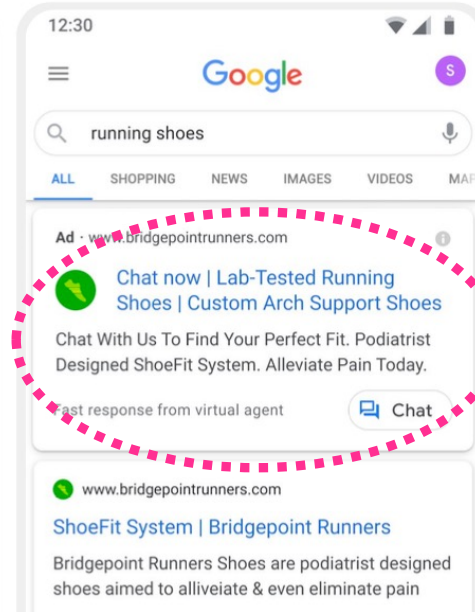 12:30
Google
S
running shoes
ALL SHOPPING NEWS IMAGES VIDEOS MAP
Ad · www.bridgepointrunners.com
Chat now | Lab-Tested Running
Shoes | Custom Arch Support Shoes
Chat With Us To Find Your Perfect Fit. Podiatrist
Designed ShoeFit System. Alleviate Pain Today.
Fast response from virtual agent
Chat
www.bridgepointrunners.com
ShoeFit System | Bridgepoint Runners
Bridgepoint Runners Shoes are podiatrist designed
shoes aimed to alliveiate & even eliminate pain